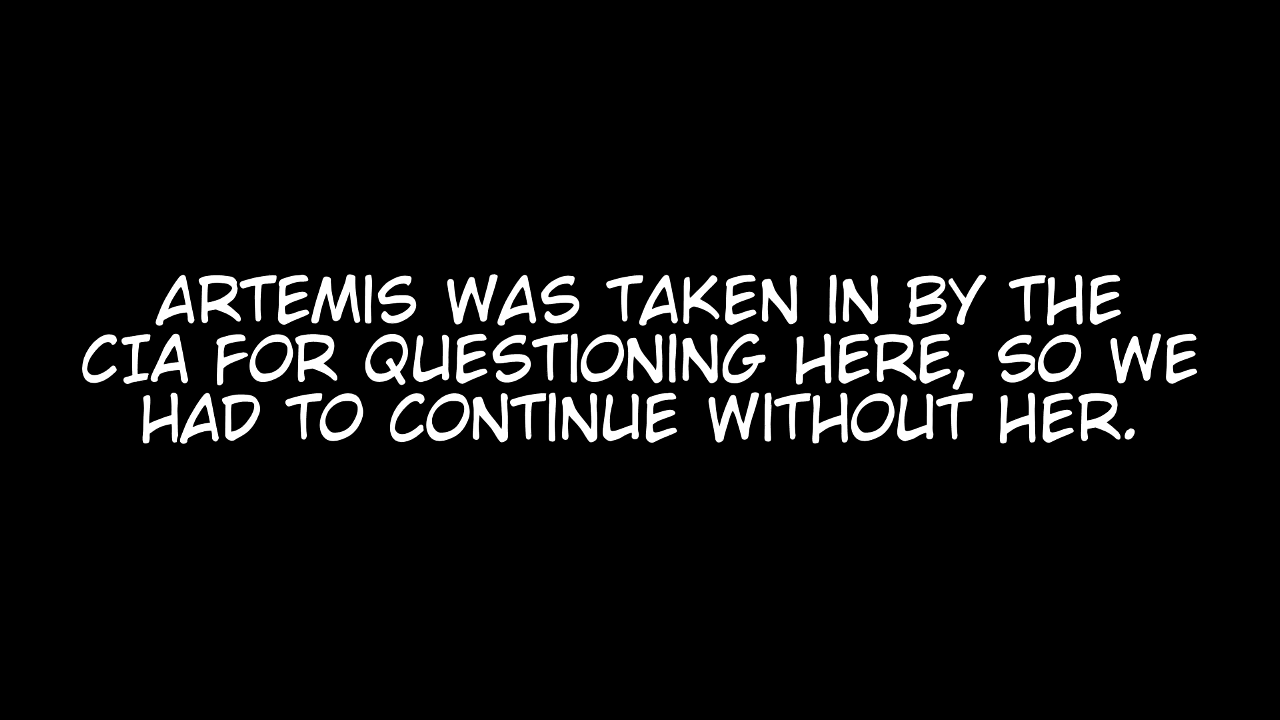 ARTEMIS WAS TAKEN IN BY THE
CIA FOR QUESTIONING HERE, SO WE
HAD TO CONTINUE WITHOUT HER.